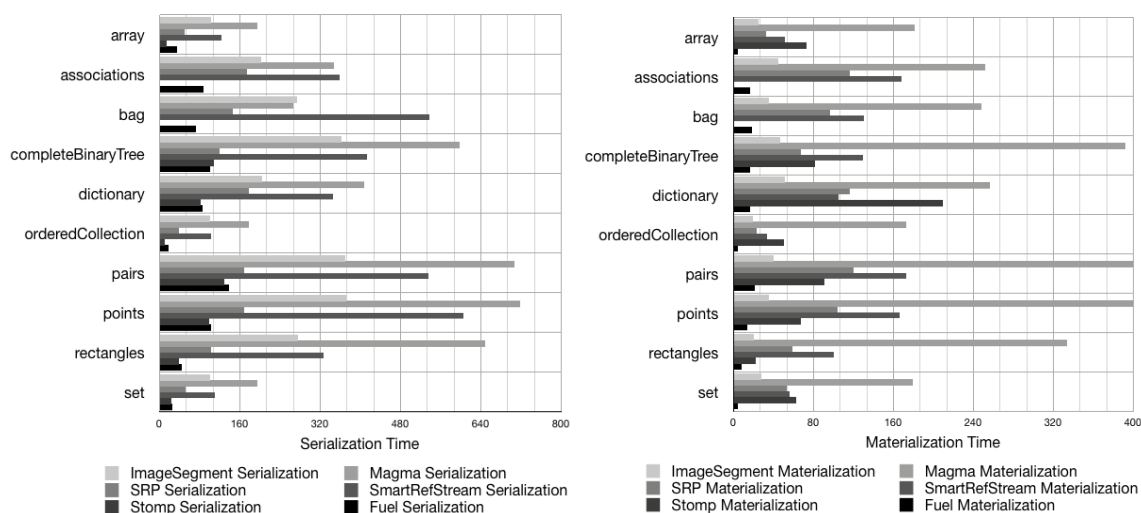 array
associations
bag
completeBinaryTree
dictionary
orderedCollection
pairs
points
rectangles
set
0 160 320 480 640 800
Serialization Time
ImageSegment Serialization Magma Serialization
SRP Serialization SmartRefStream Serialization
Stomp Serialization Fuel Serialization
array
associations
bag
completeBinaryTree
dictionary
orderedCollection
pairs
points
rectangles
set
0 80 160 240 320 400
Materialization Time
ImageSegment Materialization Magma Materialization
SRP Materialization SmartRefStream Materialization
Stomp Materialization Fuel Materialization